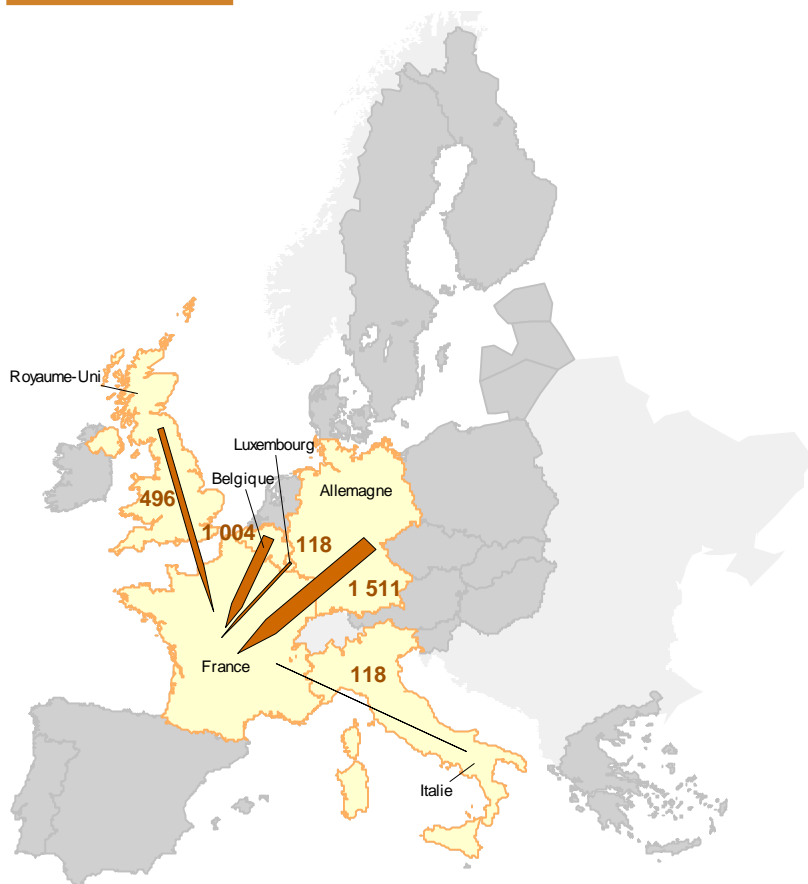 Royaume-Uni
Luxembourg
Belgique
Allemagne
496
1 004
118
1 511
France
118
Italie